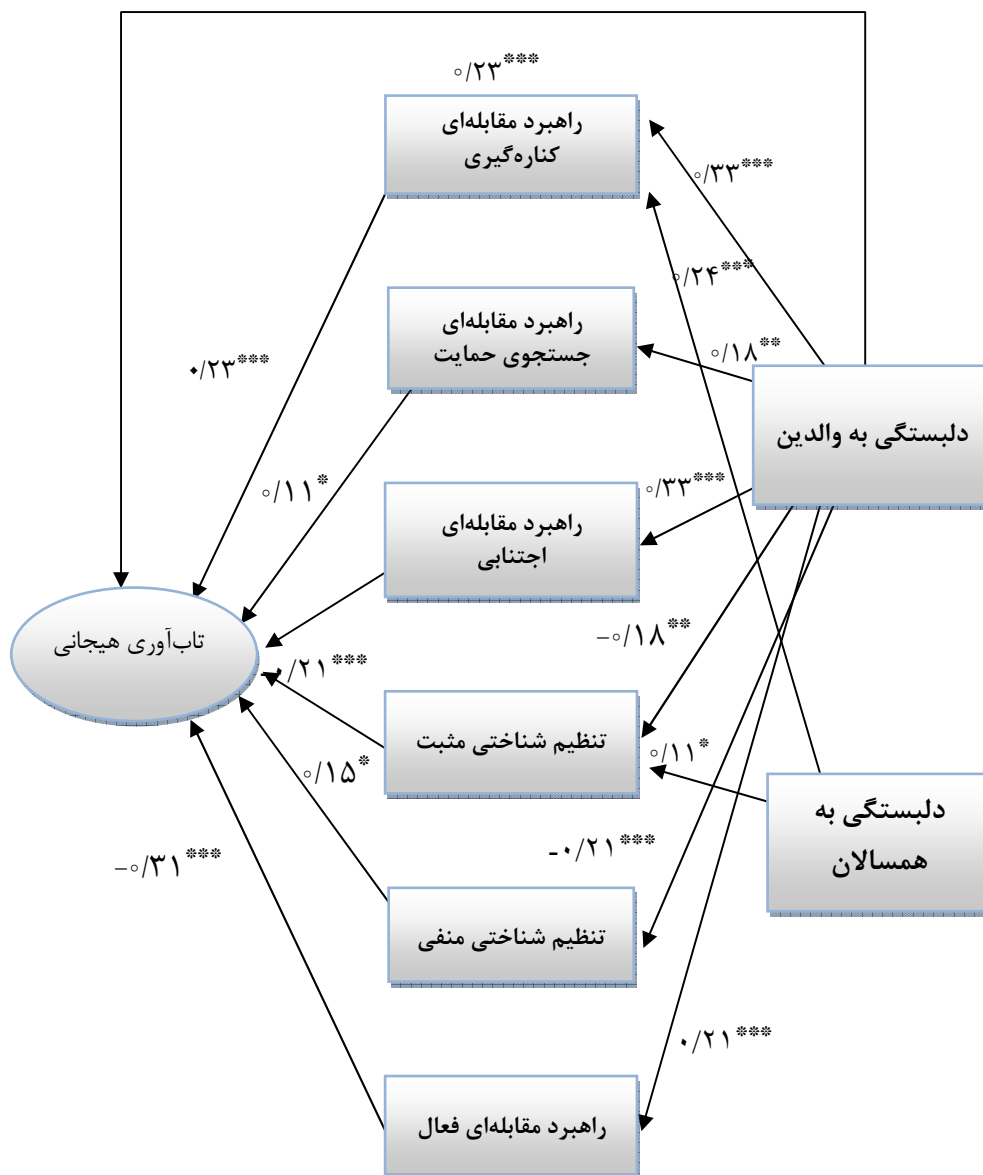 ۰/۲۳***
راهبرد مقابله‌ای
کناره‌گیری
۰/۳۳***
۰/۲۴***
راهبرد مقابله‌ای
جستجوی حمایت
۰/۱۸**
۰/۲۳***
دلبستگی به والدین
۰/۱۱*
راهبرد مقابله‌ای
اجتنابی
۰/۳۳***
تاب‌آوری هیجانی
-۰/۱۸**
-۰/۲۱***
تنظیم شناختی مثبت
۰/۱۱*
۰/۱۵*
دلبستگی به
همسالان
-۰/۳۱***
-۰/۲۱***
تنظیم شناختی منفی
۰/۲۱***
راهبرد مقابله‌ای فعال